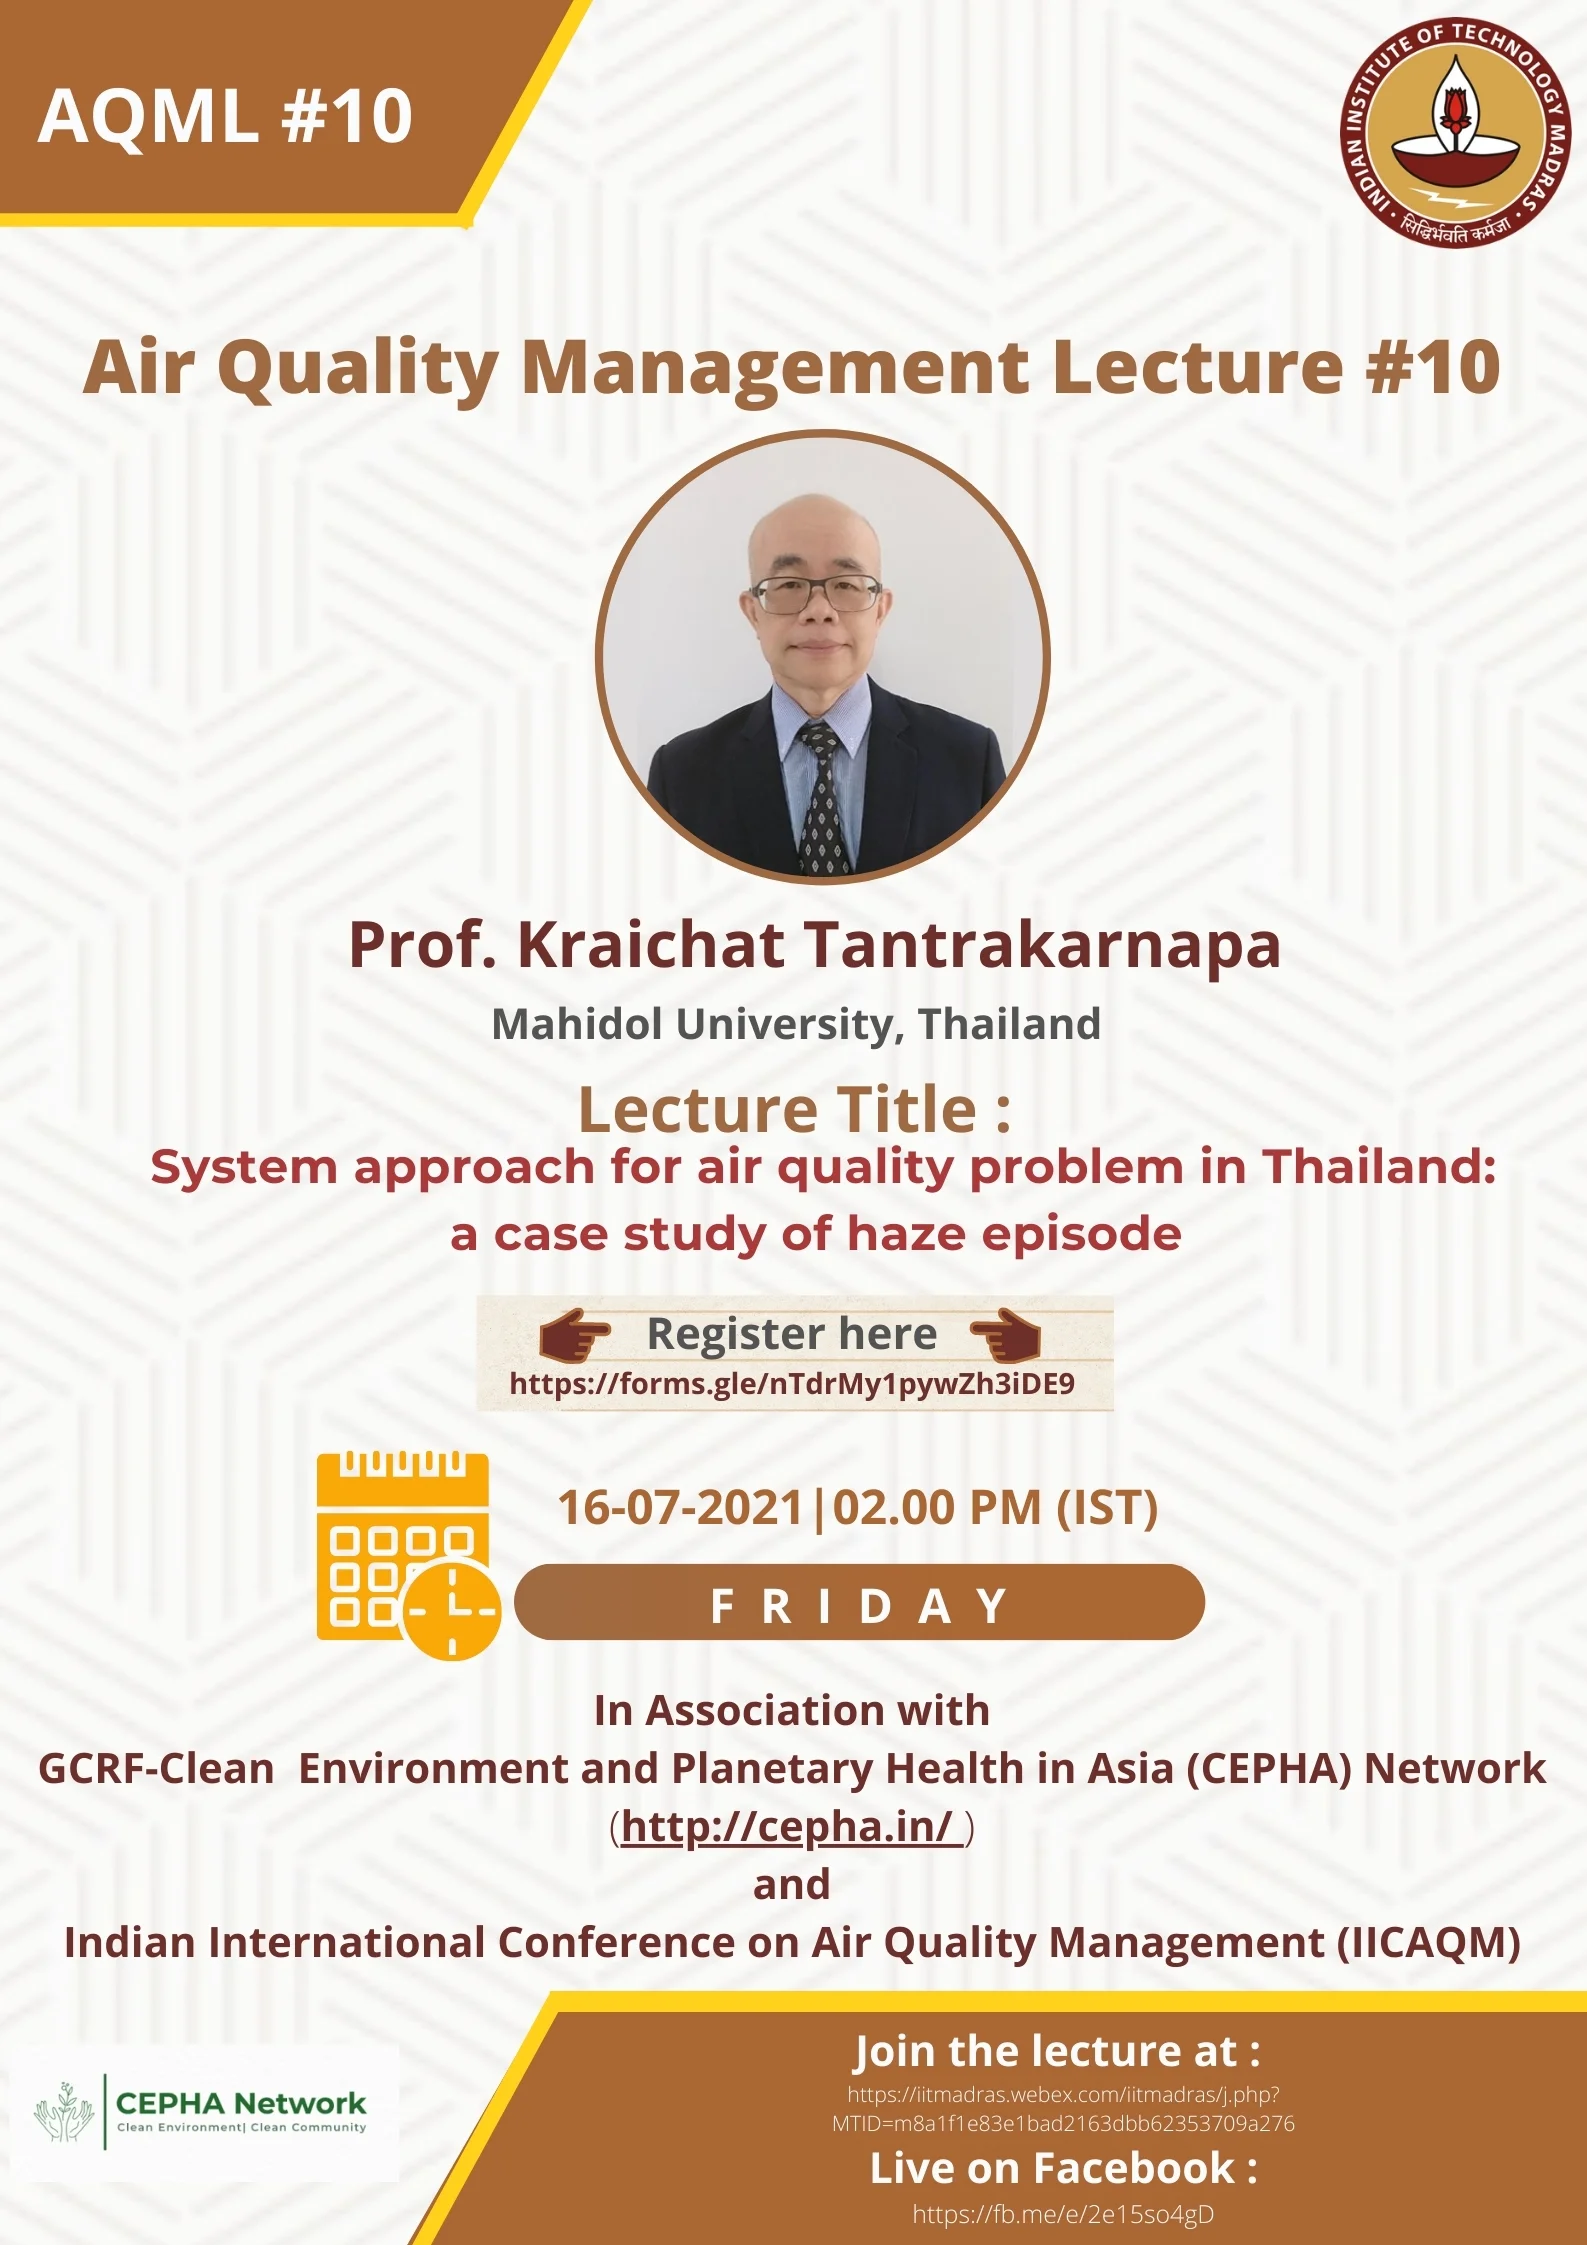 AQML #10
INDIAN INSTITUTE OF TECHNOLOGY MADRAS
सिद्धिर्भवति कर्मजा
Air Quality Management Lecture #10
Prof. Kraichat Tantrakarnapa
Mahidol University, Thailand
Lecture Title :
System approach for air quality problem in Thailand:
a case study of haze episode
Register here
https://forms.gle/nTdrMy1pywZh3iDE9
16-07-2021|02.00 PM (IST)
FRIDAY
In Association with
GCRF-Clean Environment and Planetary Health in Asia (CEPHA) Network
(http://cepha.in/ )
and
Indian International Conference on Air Quality Management (IICAQM)
CEPHA Network
Clean Environment| Clean Community
Join the lecture at :
https://iitmadras.webex.com/iitmadras/j.php?
MTID=m8a1f1e83e1bad2163dbb62353709a276
Live on Facebook :
https://fb.me/e/2e15so4gD